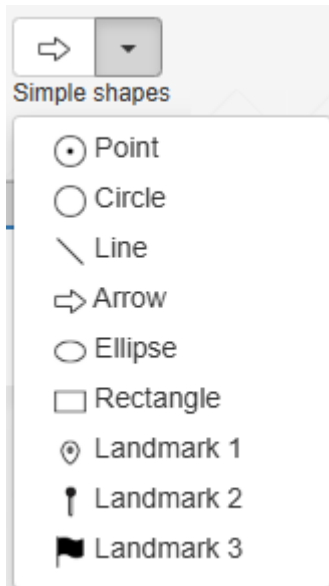 Simple shapes
Point
Circle
Line
Arrow
Ellipse
Rectangle
Landmark 1
Landmark 2
Landmark 3